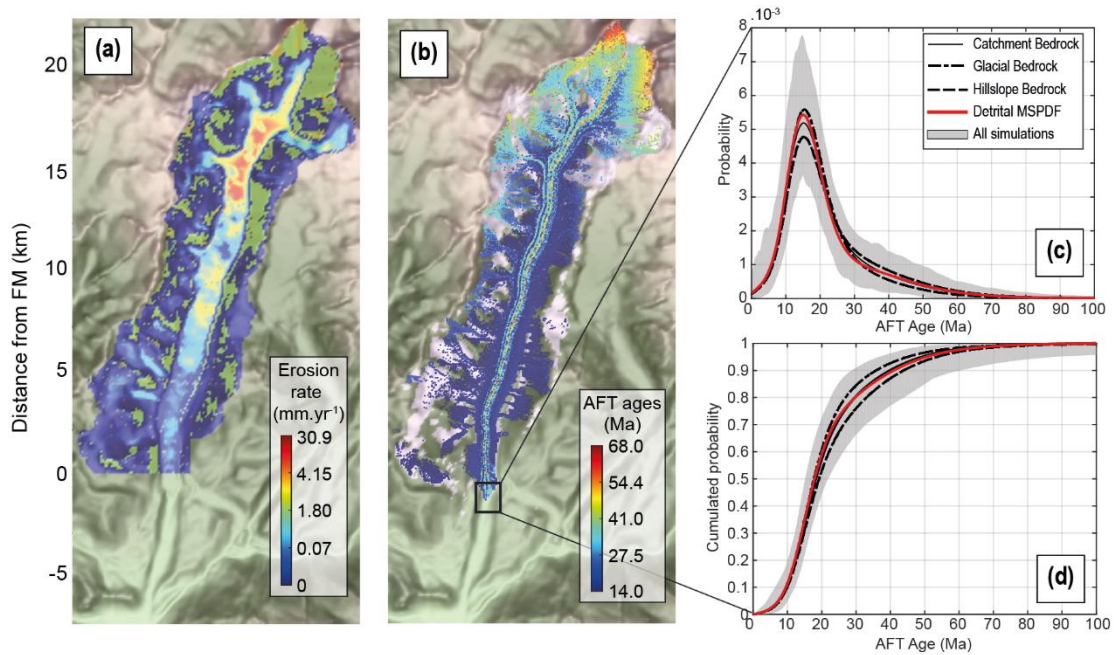 (a)
(b)
Distance from FM (km)
20
15
10
5
0
-5
Erosion
rate
(mm.yr⁻¹)
30.9
4.15
1.80
0.07
0
AFT ages
(Ma)
68.0
54.4
41.0
27.5
14.0
8 ·10⁻³
7
6
5
4
3
2
1
0
Probability
Catchment Bedrock
Glacial Bedrock
Hillslope Bedrock
Detrital MSPDF
All simulations
(c)
0 10 20 30 40 50 60 70 80 90 100
AFT Age (Ma)
1
0.9
0.8
0.7
0.6
0.5
0.4
0.3
0.2
0.1
0
Cumulated probability
(d)
0 10 20 30 40 50 60 70 80 90 100
AFT Age (Ma)